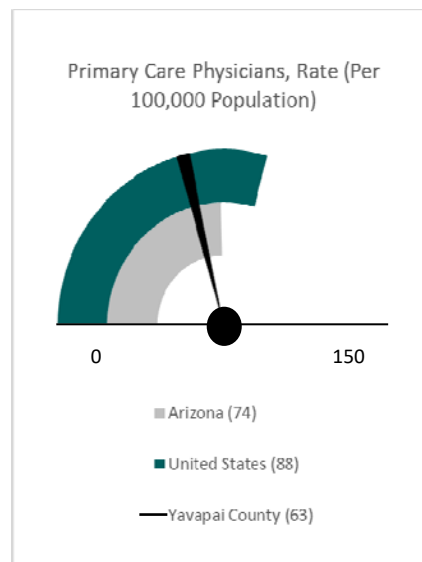 Primary Care Physicians, Rate (Per
100,000 Population)
0 150
Arizona (74)
United States (88)
Yavapai County (63)